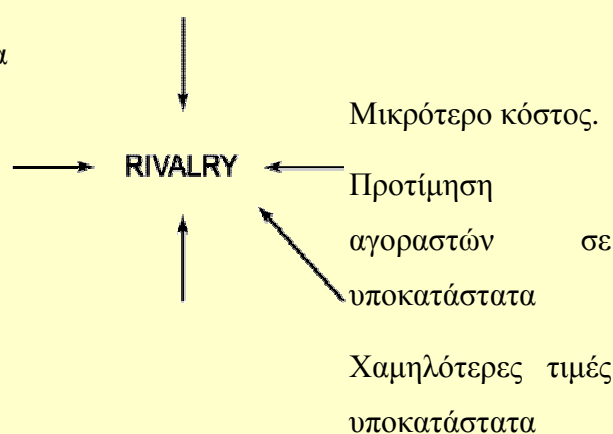 α
Μικρότερο κόστος.
RIVALRY
Προτίμηση
αγοραστών σε
υποκατάστατα
Χαμηλότερες τιμές
υποκατάστατα